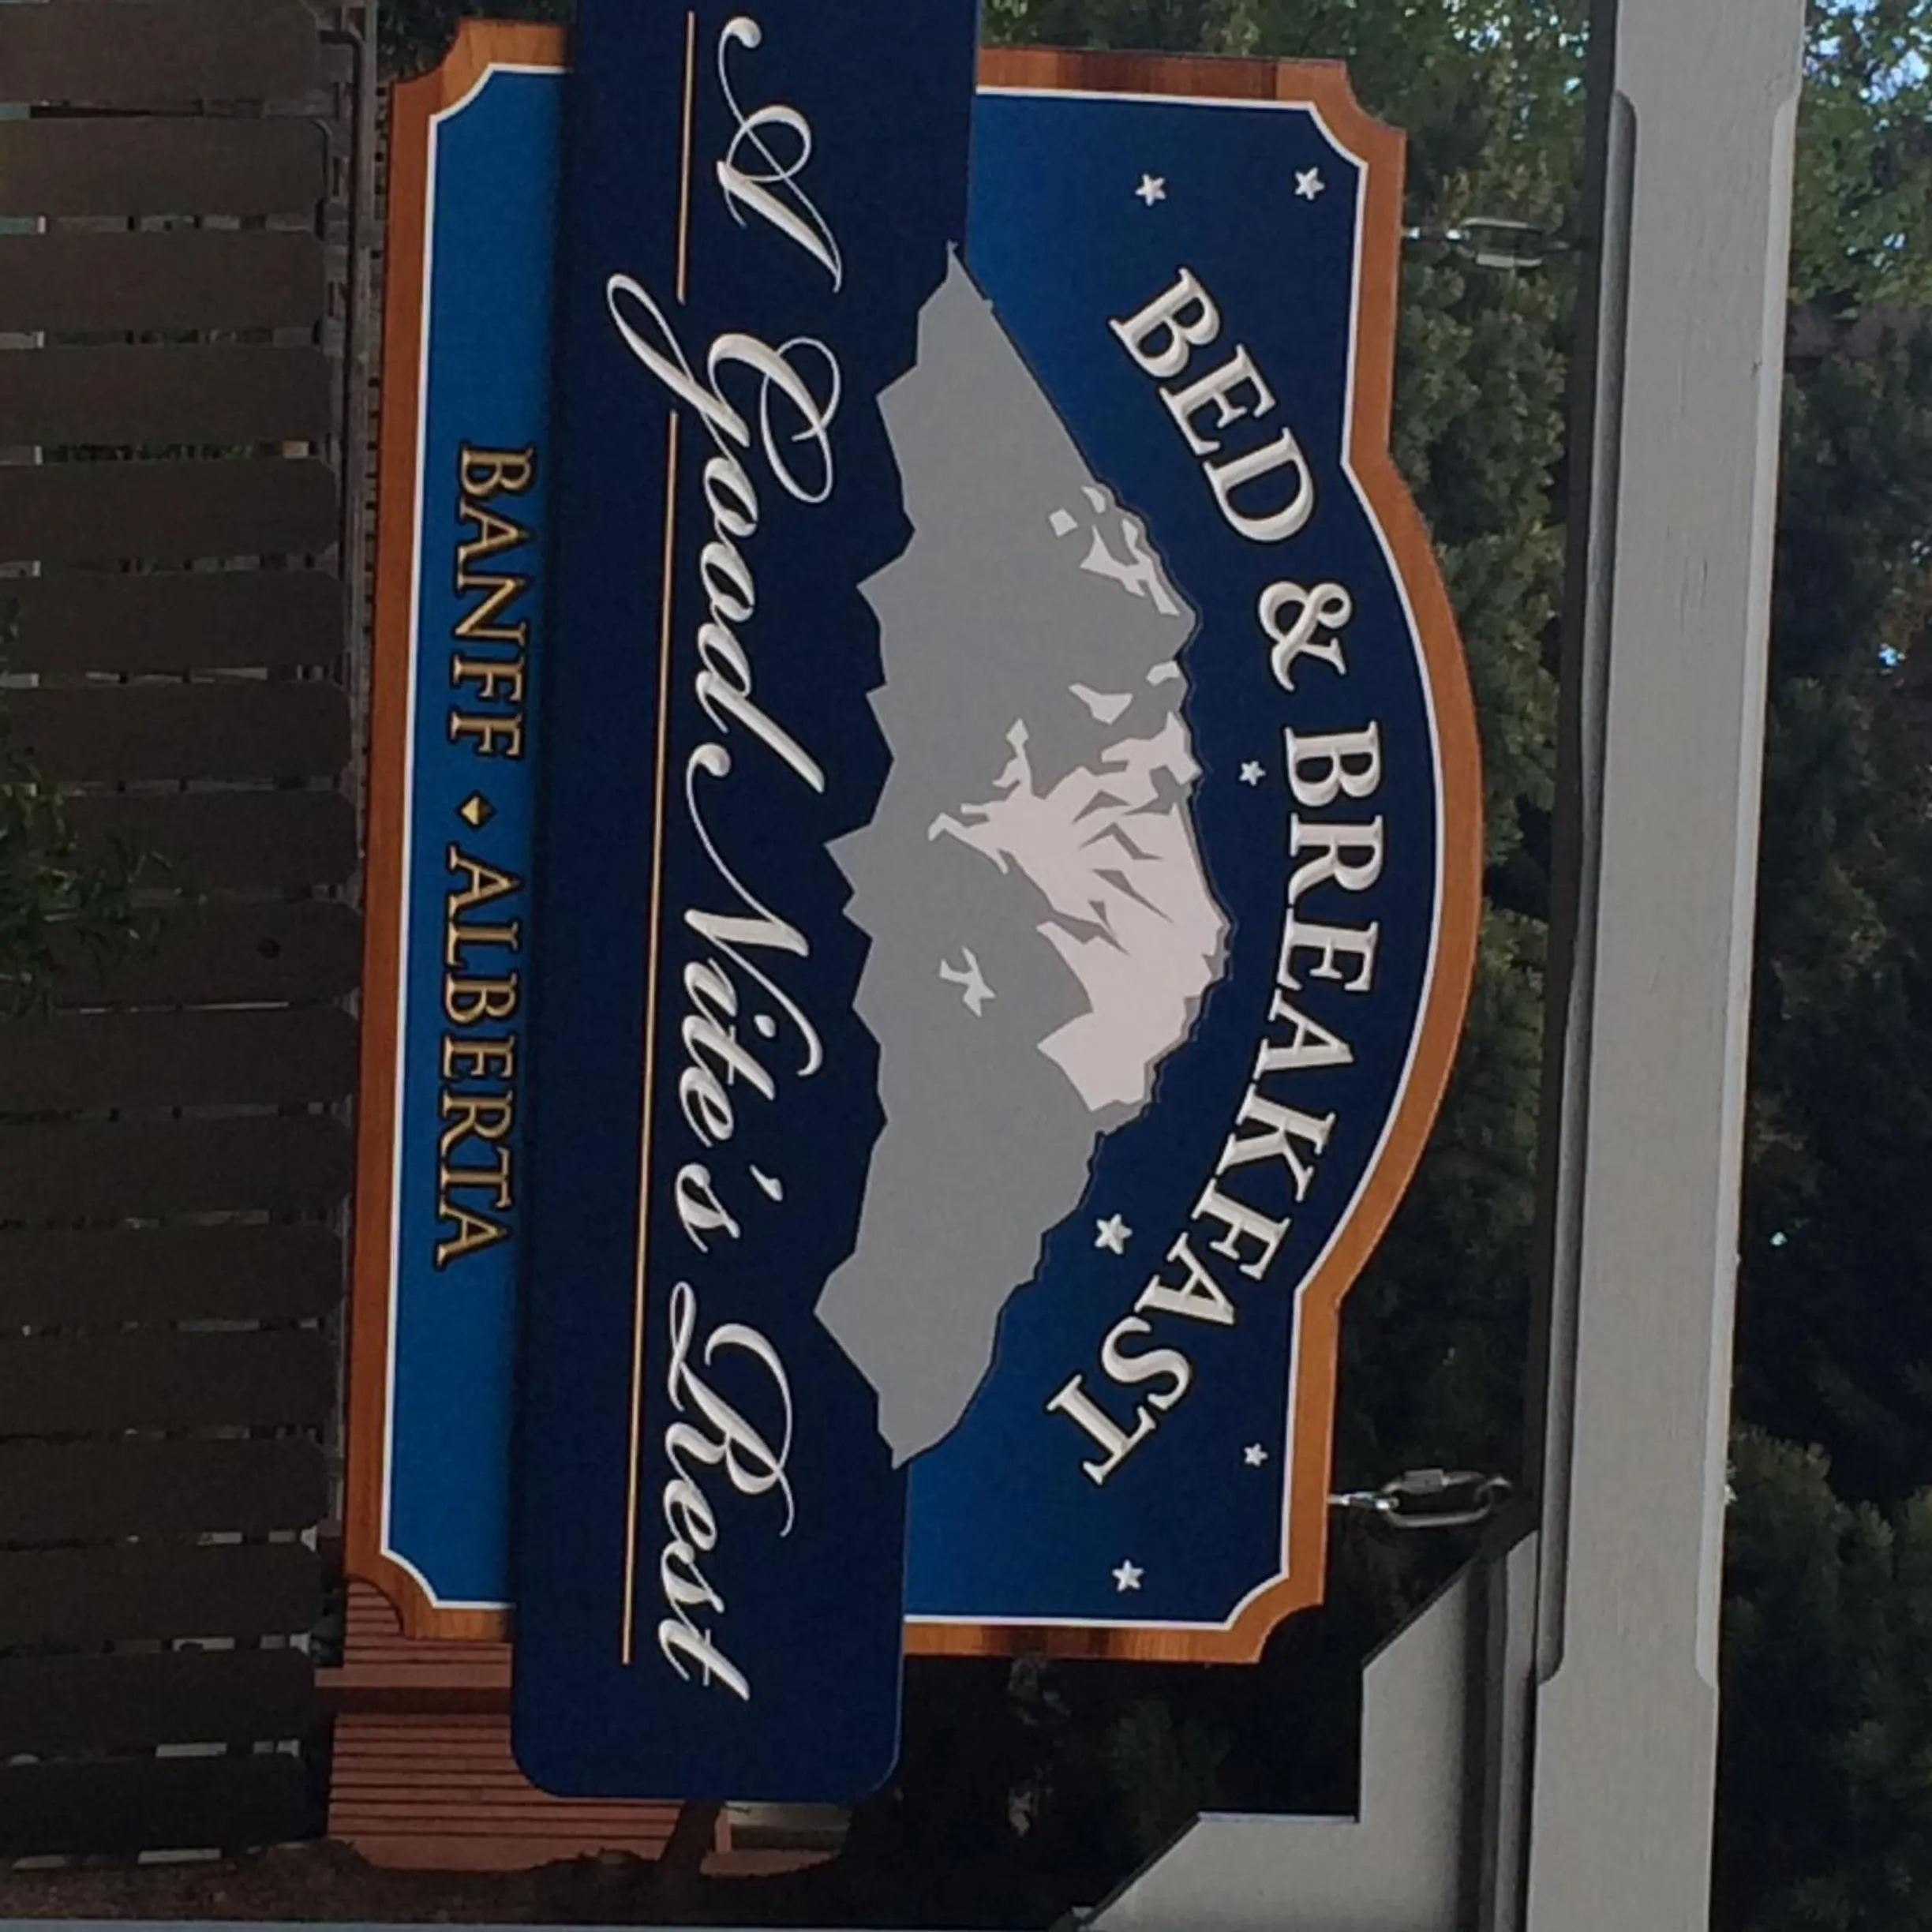 BED & BREAKFAST
A Good Nite's Rest
BANFF ♦ ALBERTA